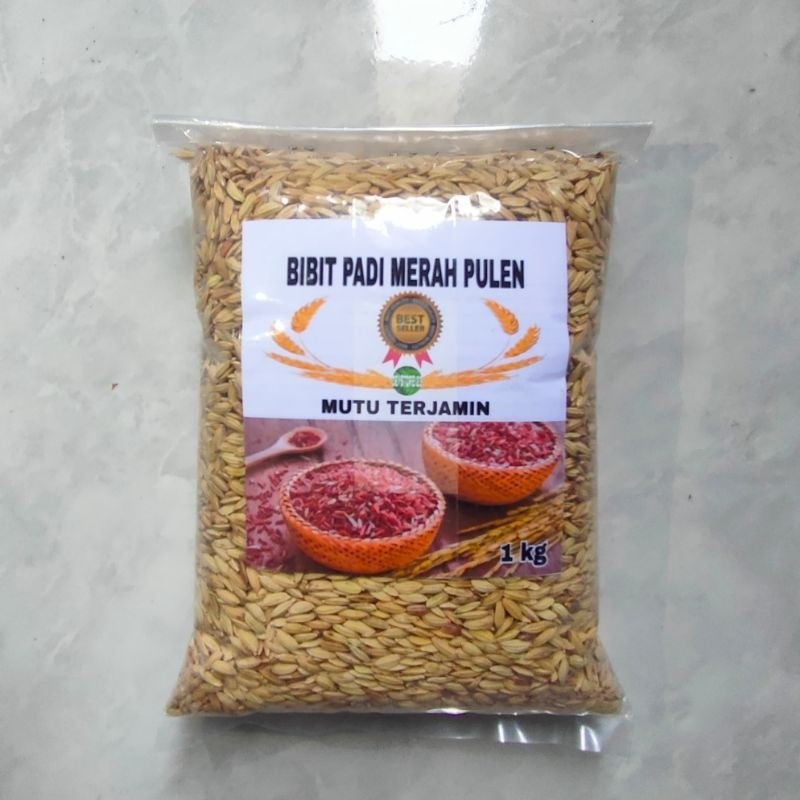 BIBIT PADI MERAH PULEN
BEST
SELLER
MUTU TERJAMIN
1 kg